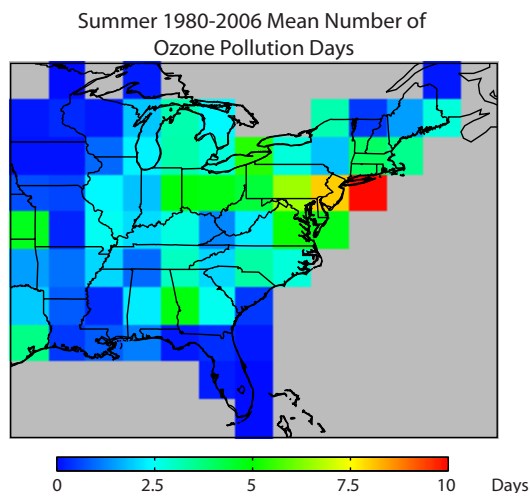 Summer 1980-2006 Mean Number of
Ozone Pollution Days
0 2.5 5 7.5 10 Days